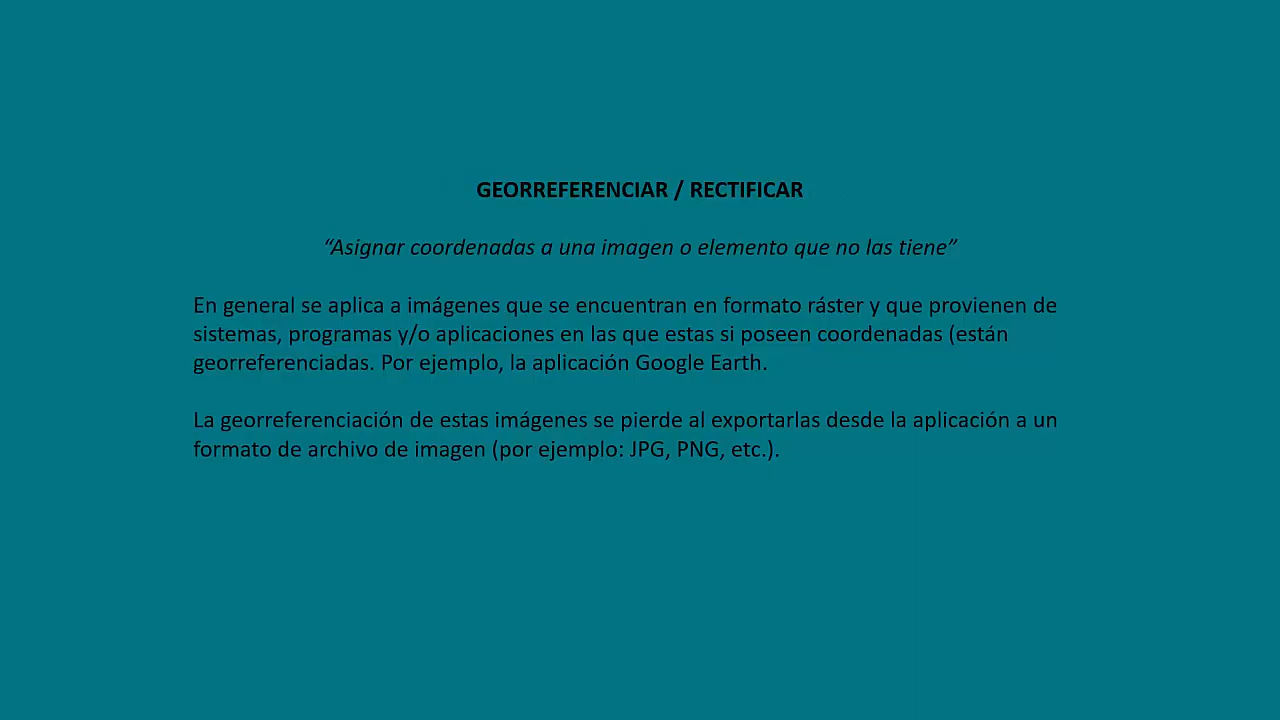 GEORREFERENCIAR / RECTIFICAR
“Asignar coordenadas a una imagen o elemento que no las tiene”
En general se aplica a imágenes que se encuentran en formato ráster y que provienen de
sistemas, programas y/o aplicaciones en las que estas si poseen coordenadas (están
georreferenciadas. Por ejemplo, la aplicación Google Earth.
La georreferenciación de estas imágenes se pierde al exportarlas desde la aplicación a un
formato de archivo de imagen (por ejemplo: JPG, PNG, etc.).